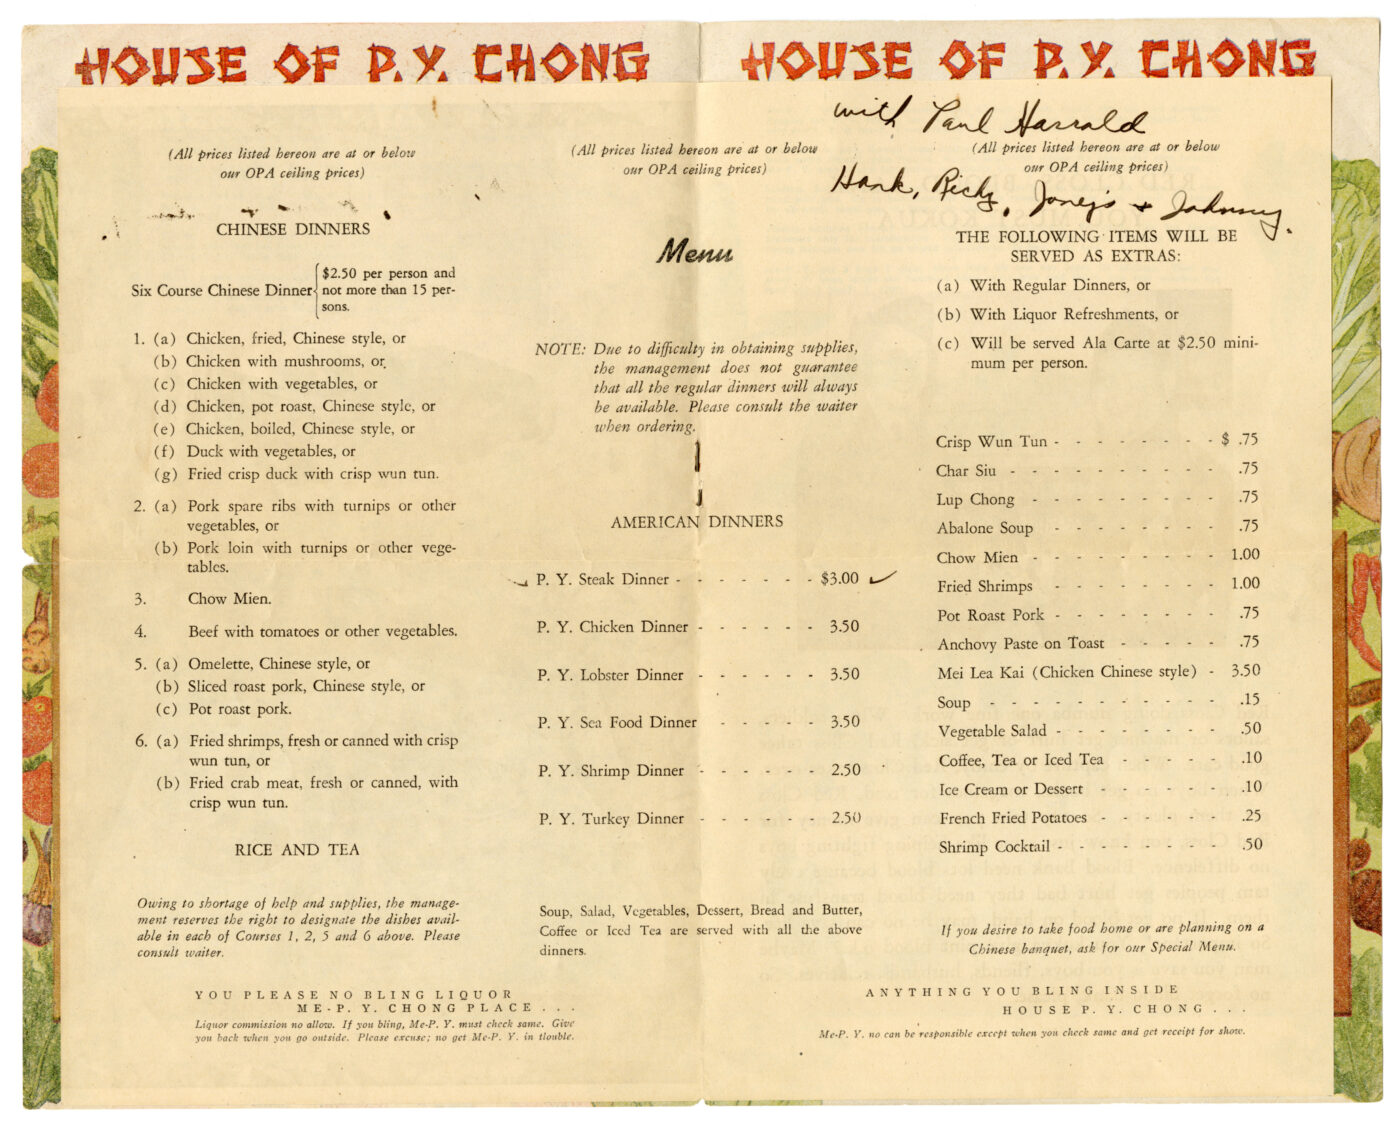 HOUSE OF P. Y. CHONG
HOUSE OF P. Y. CHONG
(All prices listed hereon are at or below
our OPA ceiling prices)
CHINESE DINNERS
Six Course Chinese Dinner
$2.50 per person and
not more than 15 per-
sons.
1. (a) Chicken, fried, Chinese style, or
(b) Chicken with mushrooms, or
(c) Chicken with vegetables, or
(d) Chicken, pot roast, Chinese style, or
(e) Chicken, boiled, Chinese style, or
(f) Duck with vegetables, or
(g) Fried crisp duck with crisp wun tun.
2. (a) Pork spare ribs with turnips or other
vegetables, or
(b) Pork loin with turnips or other vege-
tables.
3. Chow Mien.
4. Beef with tomatoes or other vegetables.
5. (a) Omelette, Chinese style, or
(b) Sliced roast pork, Chinese style, or
(c) Pot roast pork.
6. (a) Fried shrimps, fresh or canned with crisp
wun tun, or
(b) Fried crab meat, fresh or canned, with
crisp wun tun.
RICE AND TEA
Owing to shortage of help and supplies, the manage-
ment reserves the right to designate the dishes avail-
able in each of Courses 1, 2, 5 and 6 above. Please
consult waiter.
YOU PLEASE NO BLING LIQUOR
ME-P. Y. CHONG PLACE . . .
Liquor commission no allow. If you bling, Me-P. Y. must check same. Give
you back when you go outside. Please excuse; no get Me-P. Y. in tlouble.
(All prices listed hereon are at or below
our OPA ceiling prices)
Menu
NOTE: Due to difficulty in obtaining supplies,
the management does not guarantee
that all the regular dinners will always
be available. Please consult the waiter
when ordering.
AMERICAN DINNERS
P. Y. Steak Dinner - - - - - - - $3.00
P. Y. Chicken Dinner - - - - - - 3.50
P. Y. Lobster Dinner - - - - - - 3.50
P. Y. Sea Food Dinner - - - - - 3.50
P. Y. Shrimp Dinner - - - - - - 2.50
P. Y. Turkey Dinner - - - - - - 2.50
Soup, Salad, Vegetables, Dessert, Bread and Butter,
Coffee or Iced Tea are served with all the above
dinners.
with Paul Harrald
(All prices listed hereon are at or below
our OPA ceiling prices)
Hank, Ricky, & Johnny.
THE FOLLOWING ITEMS WILL BE
SERVED AS EXTRAS:
(a) With Regular Dinners, or
(b) With Liquor Refreshments, or
(c) Will be served Ala Carte at $2.50 mini-
mum per person.
Crisp Wun Tun - - - - - - - - $ .75
Char Siu - - - - - - - - - .75
Lup Chong - - - - - - - - .75
Abalone Soup - - - - - - - .75
Chow Mien - - - - - - - - 1.00
Fried Shrimps - - - - - - - 1.00
Pot Roast Pork - - - - - - - .75
Anchovy Paste on Toast - - - - - .75
Mei Lea Kai (Chicken Chinese style) - 3.50
Soup - - - - - - - - - - .15
Vegetable Salad - - - - - - - .50
Coffee, Tea or Iced Tea - - - - - .10
Ice Cream or Dessert - - - - - - .10
French Fried Potatoes - - - - - - .25
Shrimp Cocktail - - - - - - - .50
If you desire to take food home or are planning on a
Chinese banquet, ask for our Special Menu.
ANYTHING YOU BLING INSIDE
HOUSE P. Y. CHONG . . .
Me-P. Y. no can be responsible except when you check same and get receipt for show.